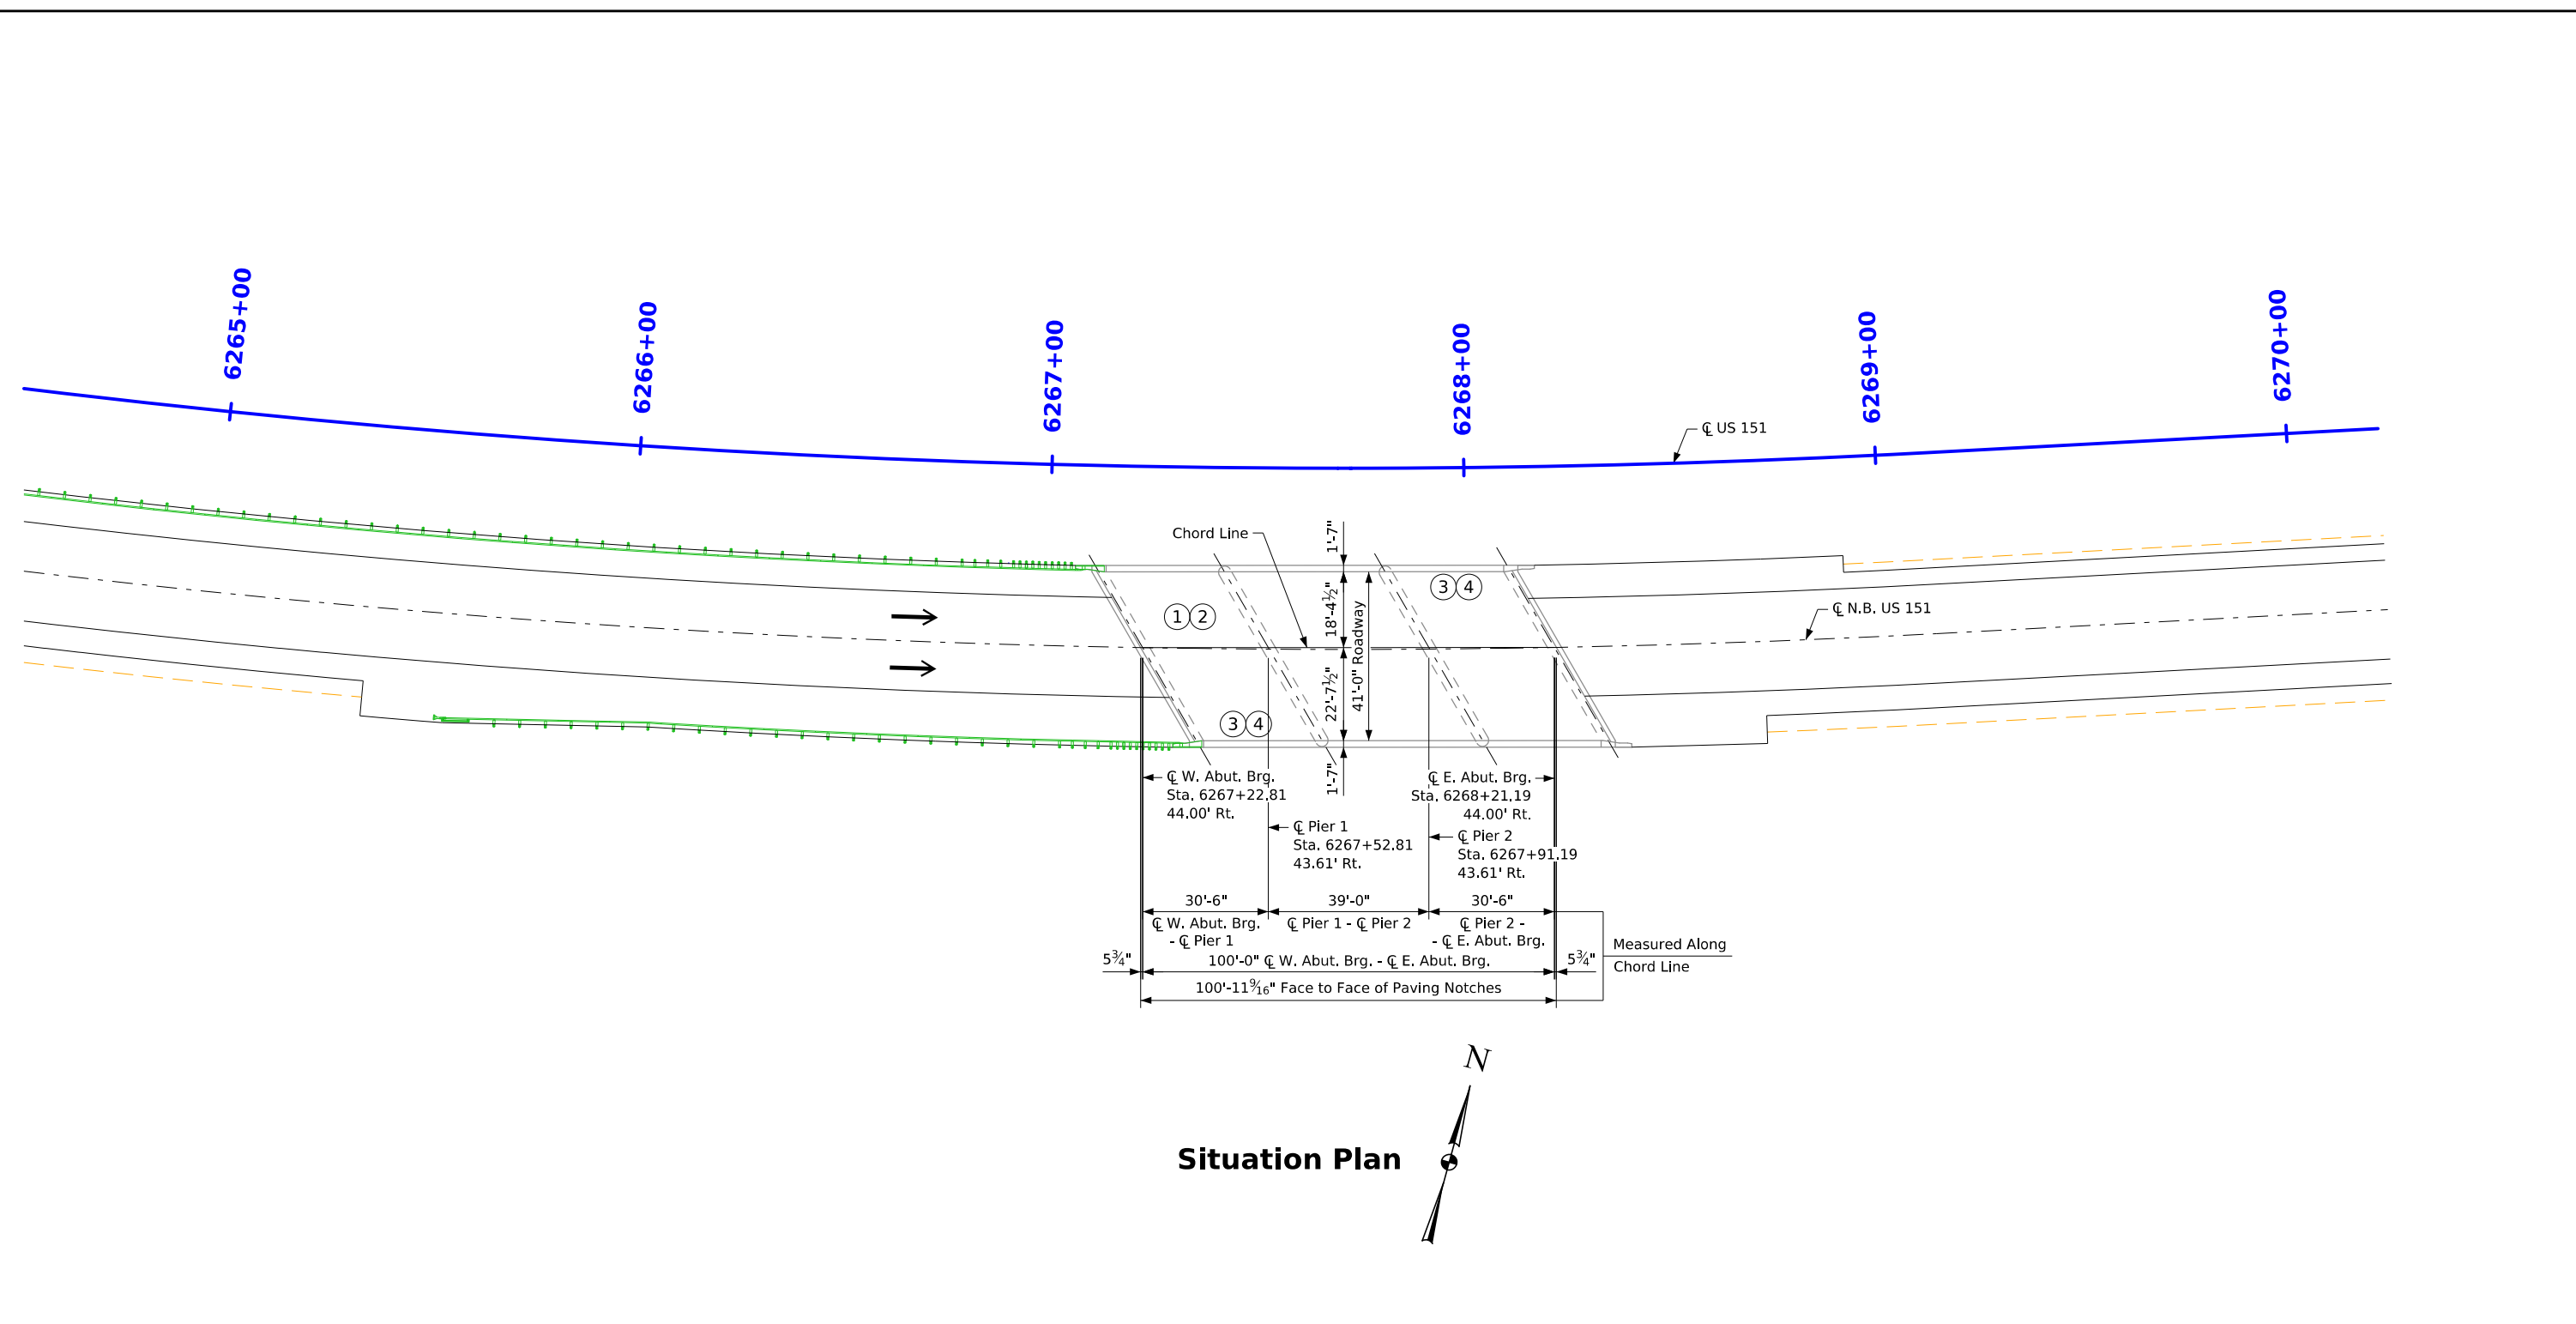 6265+00
6266+00
6267+00
6268+00
6269+00
6270+00
℄ US 151
Chord Line
1'-7"
18'-4½"
41'-0" Roadway
22'-7½"
1'-7"
① ②
③ ④
③ ④
℄ N.B. US 151
℄ W. Abut. Brg.
Sta. 6267+22.81
44.00' Rt.
℄ E. Abut. Brg.
Sta. 6268+21.19
44.00' Rt.
℄ Pier 1
Sta. 6267+52.81
43.61' Rt.
℄ Pier 2
Sta. 6267+91.19
43.61' Rt.
30'-6"
39'-0"
30'-6"
℄ W. Abut. Brg.
- ℄ Pier 1
℄ Pier 1 - ℄ Pier 2
℄ Pier 2 -
- ℄ E. Abut. Brg.
5¾"
100'-0" ℄ W. Abut. Brg. - ℄ E. Abut. Brg.
5¾"
Measured Along
Chord Line
100'-11⁹⁄₁₆" Face to Face of Paving Notches
N
Situation Plan